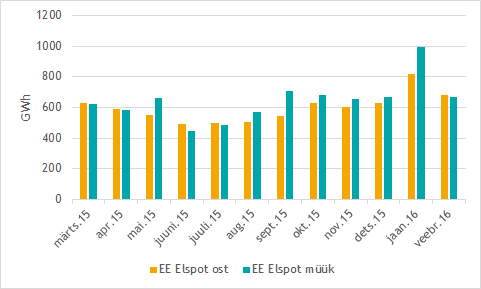 1200
1000
800
600
400
200
0
GWh
märts.15
apr.15
mai.15
juuni.15
juuli.15
aug.15
sept.15
okt.15
nov.15
dets.15
jaan.16
veebr.16
EE Elspot ost
EE Elspot müük